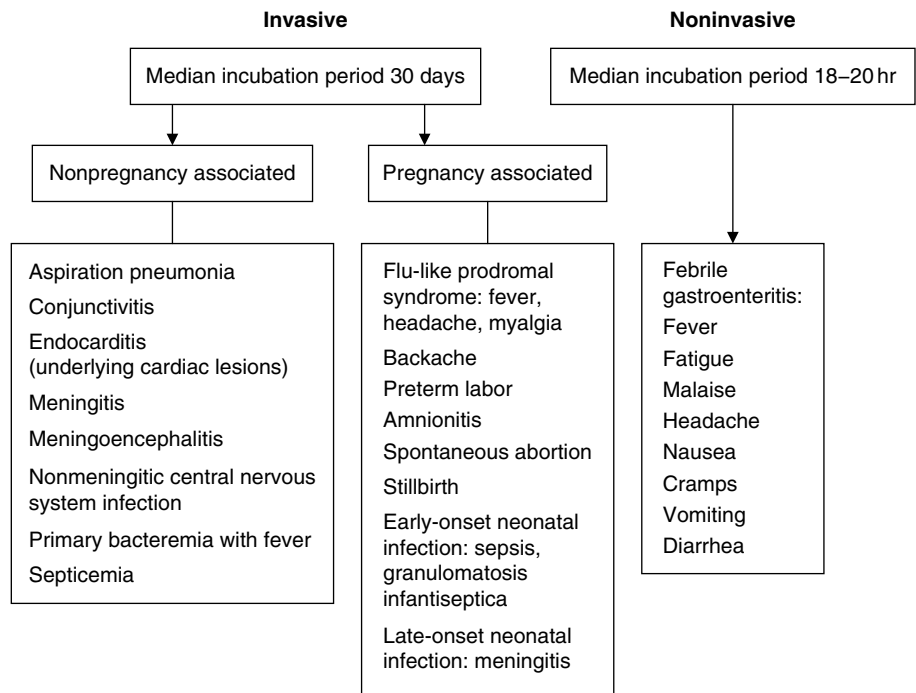 Invasive
Noninvasive
Median incubation period 30 days
Median incubation period 18–20 hr
Nonpregnancy associated
Pregnancy associated
Aspiration pneumonia
Conjunctivitis
Endocarditis
(underlying cardiac lesions)
Meningitis
Meningoencephalitis
Nonmeningitic central nervous
system infection
Primary bacteremia with fever
Septicemia
Flu-like prodromal
syndrome: fever,
headache, myalgia
Backache
Preterm labor
Amnionitis
Spontaneous abortion
Stillbirth
Early-onset neonatal
infection: sepsis,
granulomatosis
infantiseptica
Late-onset neonatal
infection: meningitis
Febrile
gastroenteritis:
Fever
Fatigue
Malaise
Headache
Nausea
Cramps
Vomiting
Diarrhea